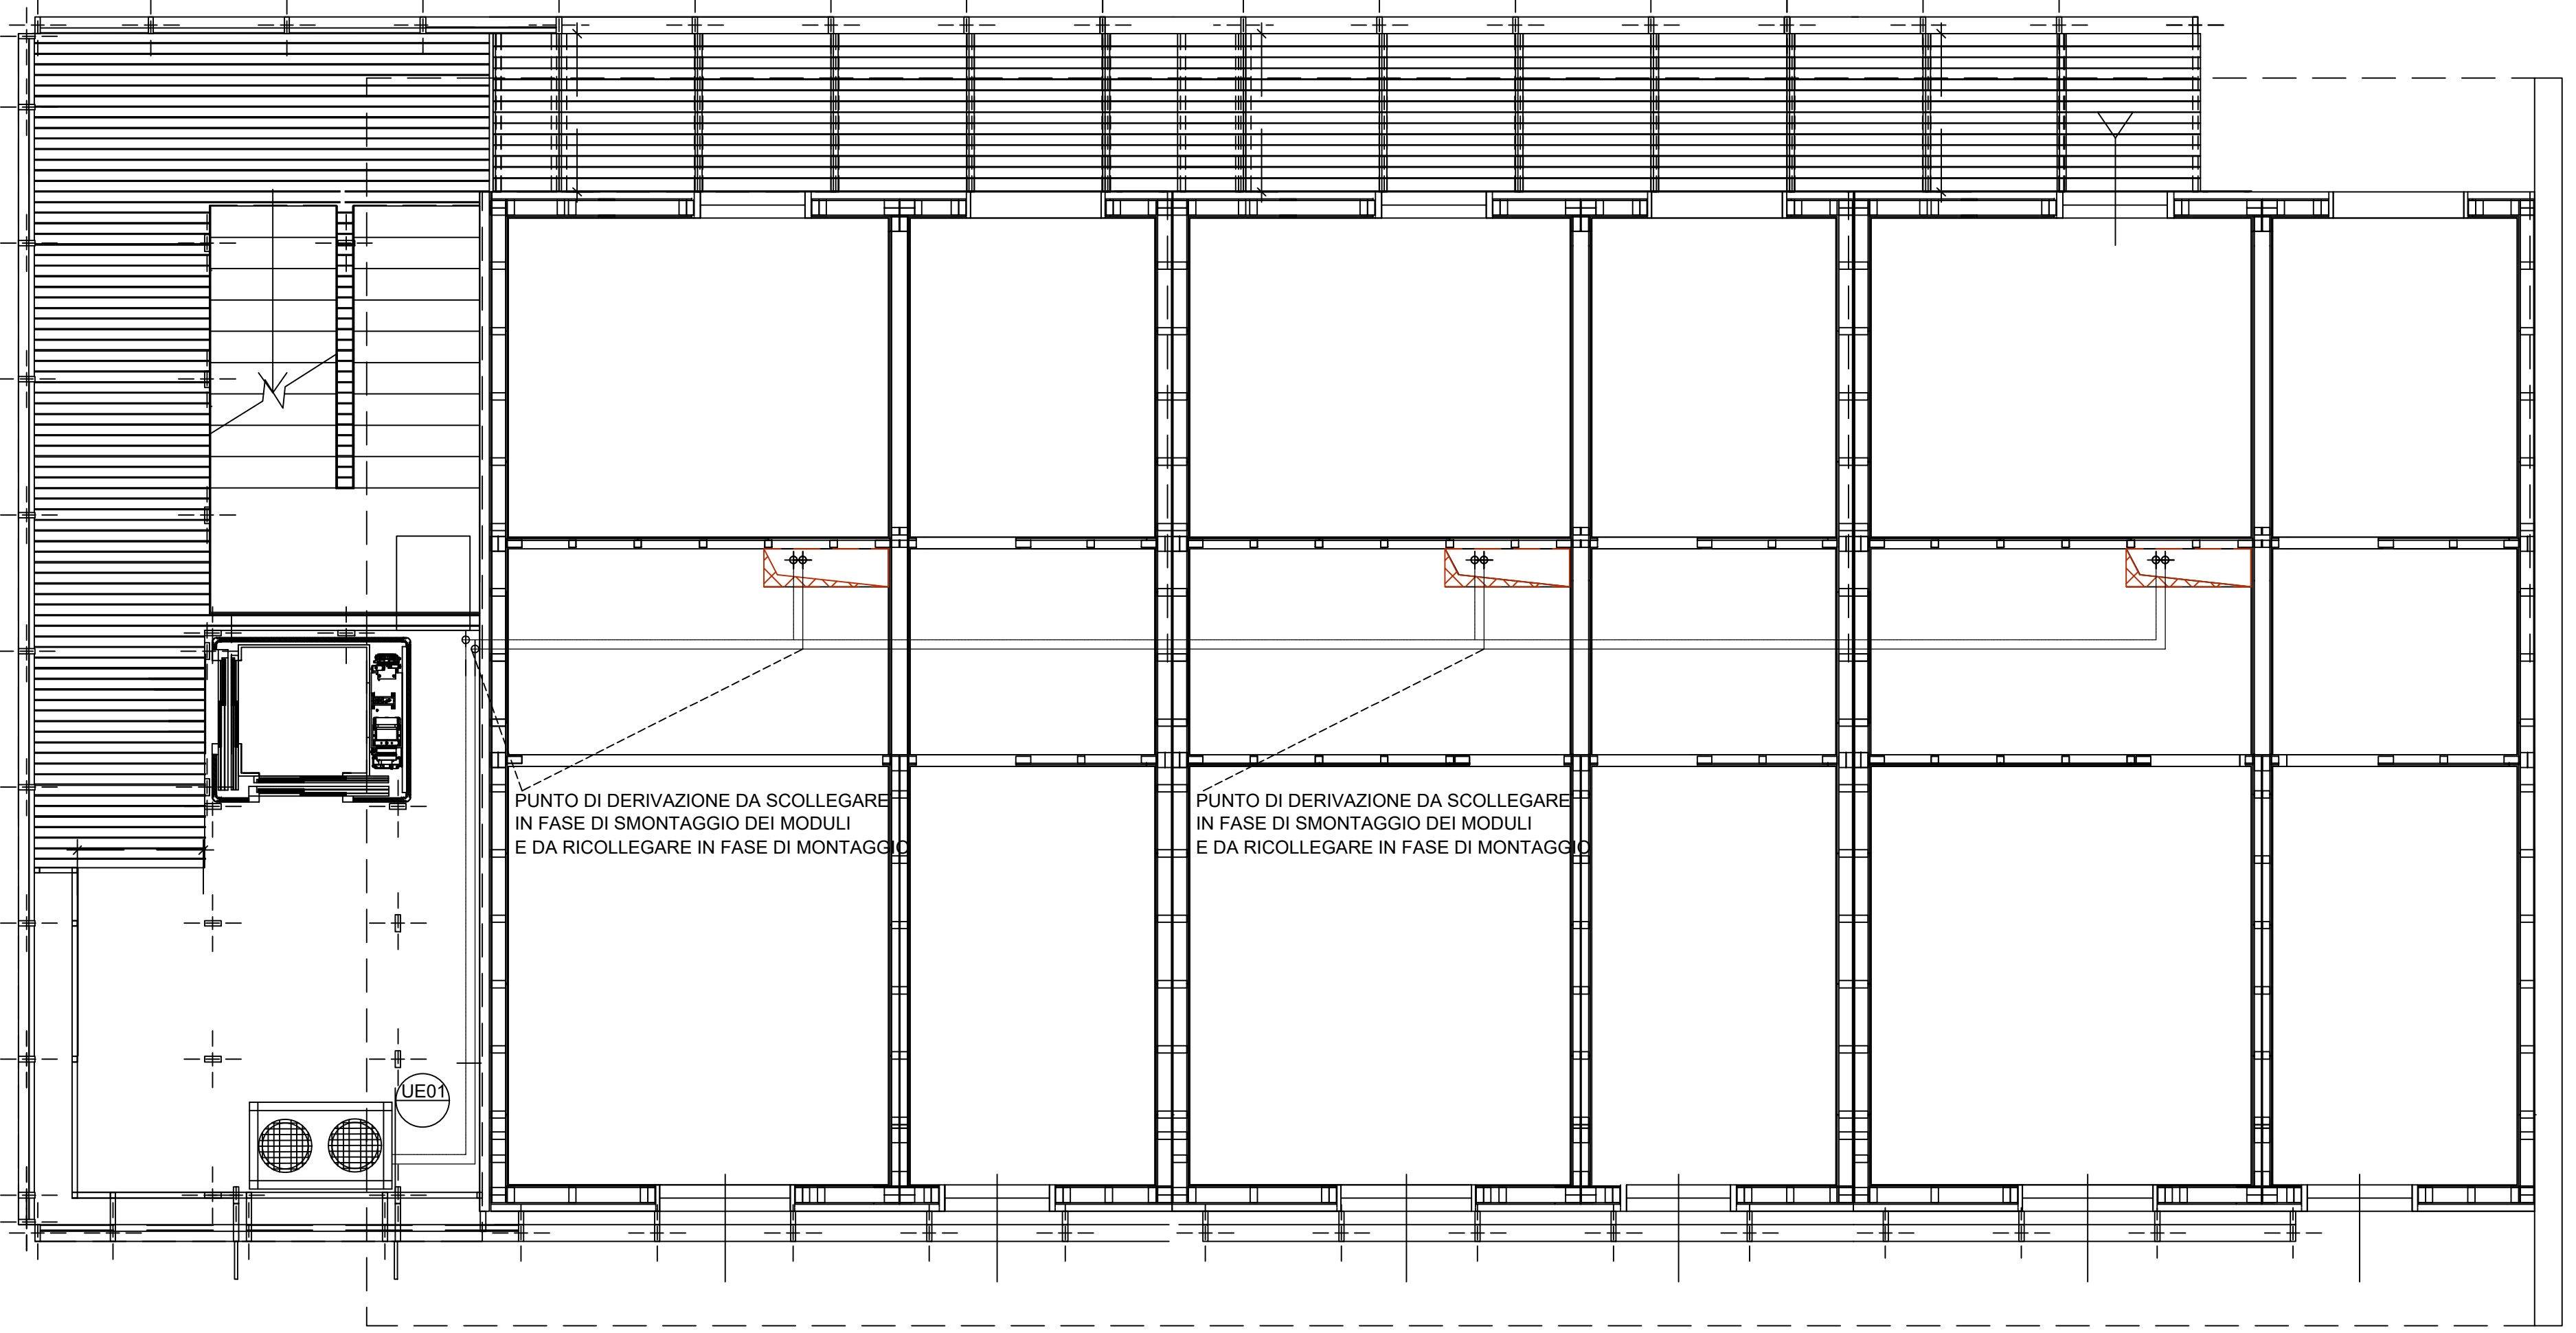 PUNTO DI DERIVAZIONE DA SCOLLEGARE
IN FASE DI SMONTAGGIO DEI MODULI
E DA RICOLLEGARE IN FASE DI MONTAGGIO
PUNTO DI DERIVAZIONE DA SCOLLEGARE
IN FASE DI SMONTAGGIO DEI MODULI
E DA RICOLLEGARE IN FASE DI MONTAGGIO
UE01